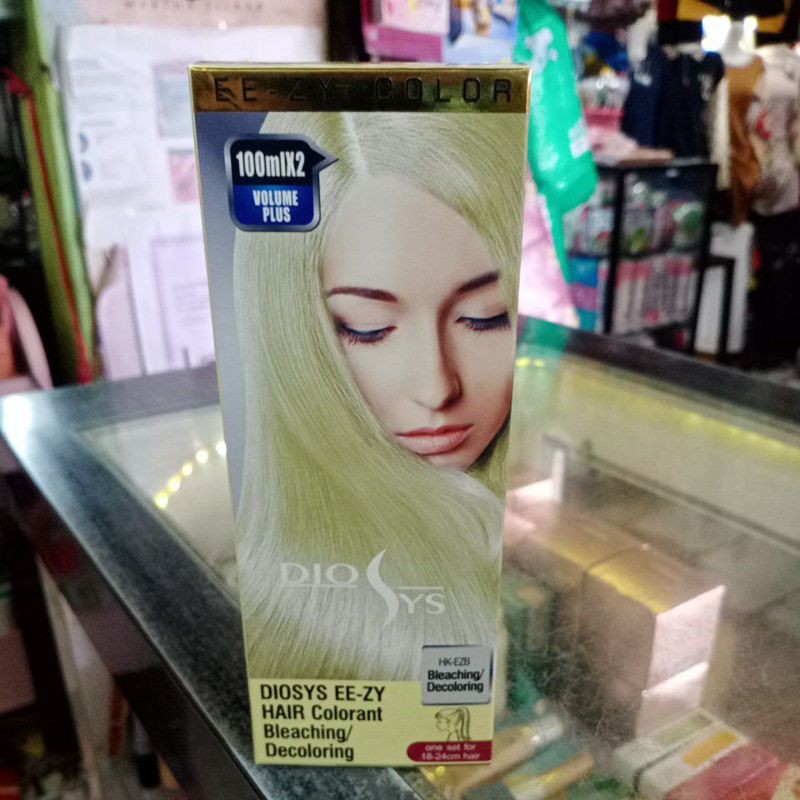 EE-ZY COLOR
100mlX2
VOLUME
PLUS
DIOSYS
HK-EZB
Bleaching/
Decoloring
DIOSYS EE-ZY
HAIR Colorant
Bleaching/
Decoloring
one set for
18-24cm hair